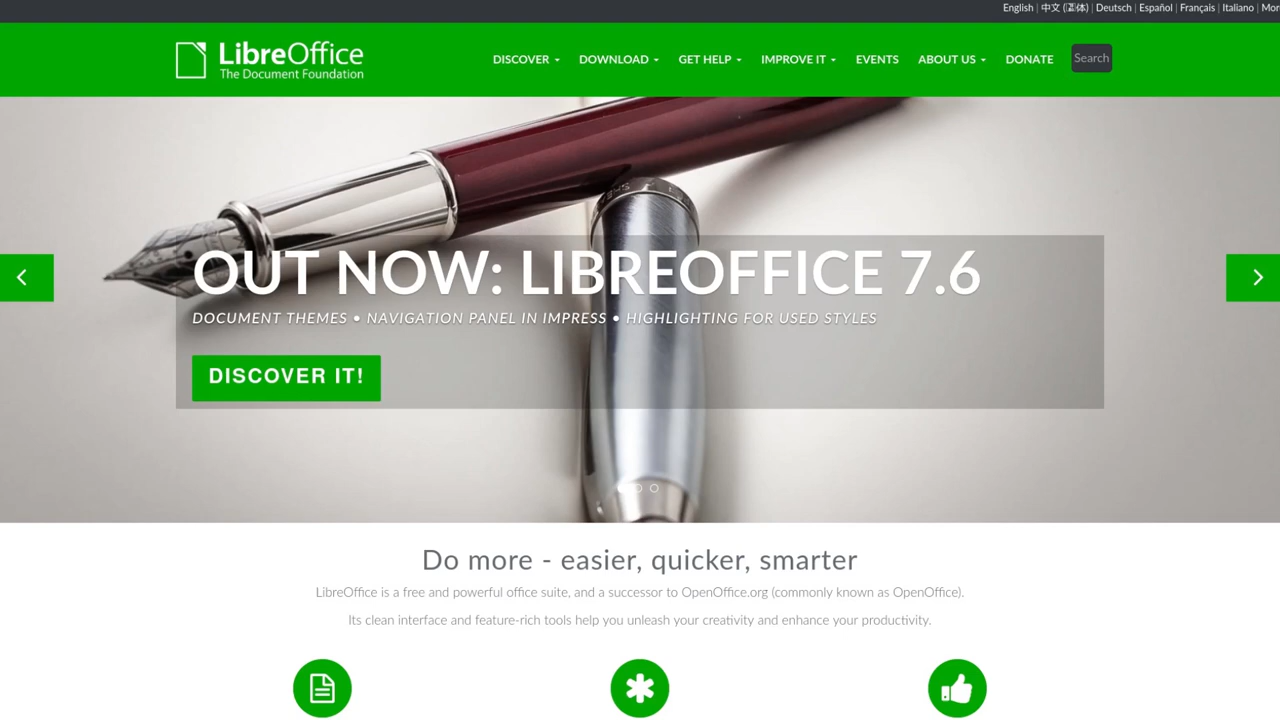 English | 中文 (正体) | Deutsch | Español | Français | Italiano |
LibreOffice
The Document Foundation
DISCOVER DOWNLOAD GET HELP IMPROVE IT EVENTS ABOUT US DONATE Search
OUT NOW: LIBREOFFICE 7.6
DOCUMENT THEMES • NAVIGATION PANEL IN IMPRESS • HIGHLIGHTING FOR USED STYLES
DISCOVER IT!
Do more - easier, quicker, smarter
LibreOffice is a free and powerful office suite, and a successor to OpenOffice.org (commonly known as OpenOffice).
Its clean interface and feature-rich tools help you unleash your creativity and enhance your productivity.